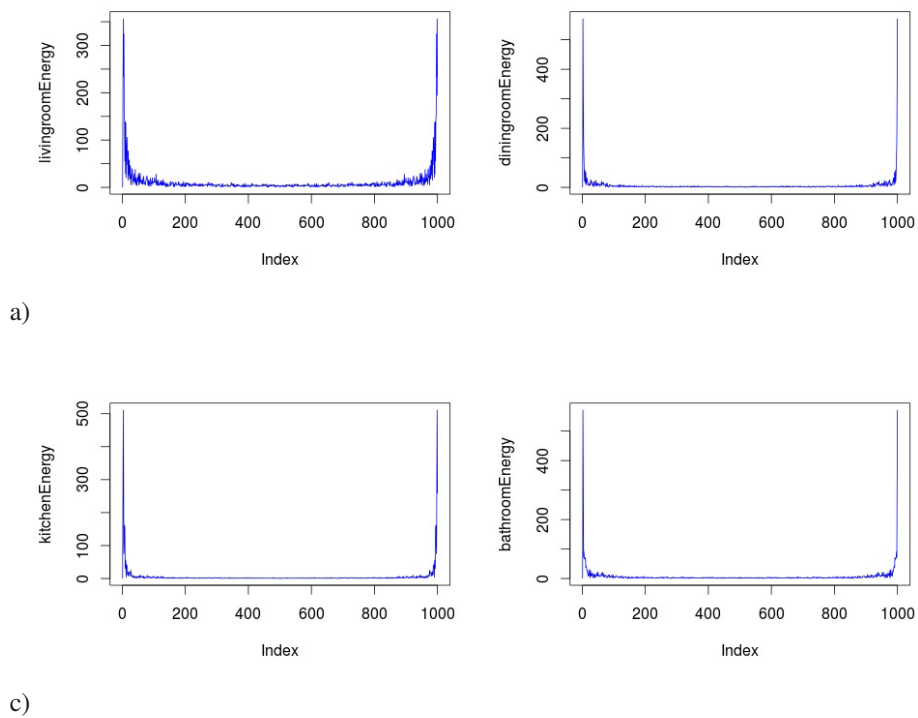 livingroomEnergy
0 100 200 300
0 200 400 600 800 1000
Index
diningroomEnergy
0 200 400
0 200 400 600 800 1000
Index
a)
kitchenEnergy
0 100 300 500
0 200 400 600 800 1000
Index
bathroomEnergy
0 200 400
0 200 400 600 800 1000
Index
c)